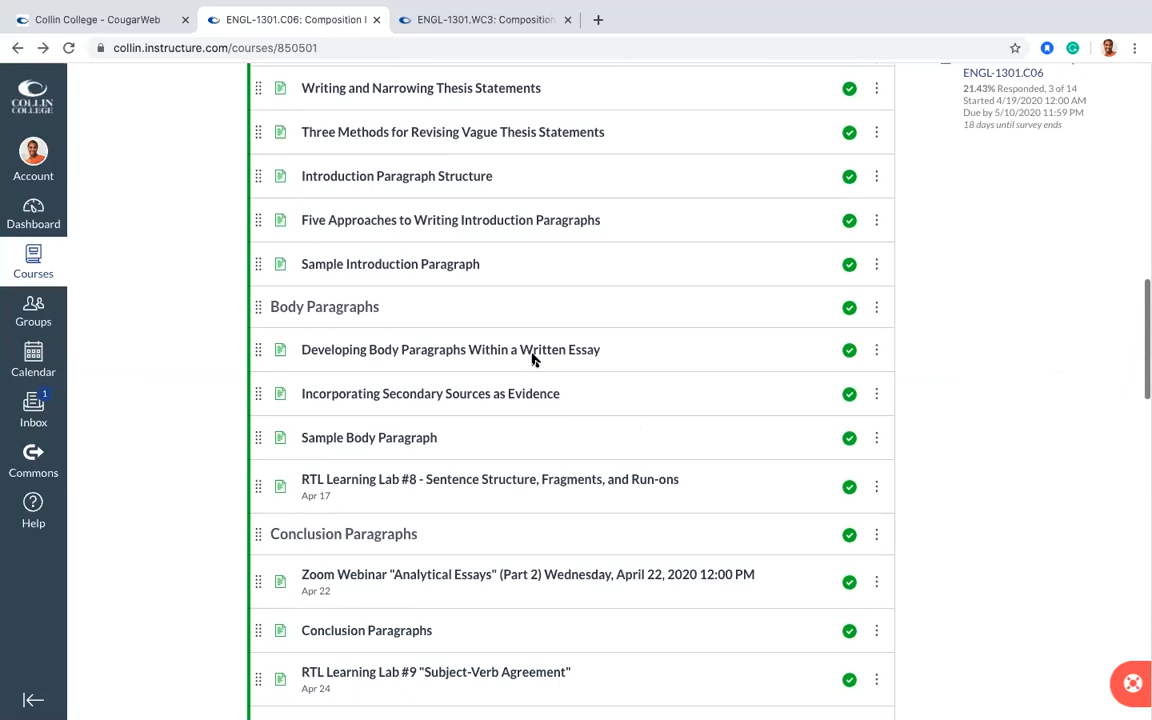 Collin College - CougarWeb
ENGL-1301.C06: Composition I
ENGL-1301.WC3: Composition
collin.instructure.com/courses/850501
COLLIN
COLLEGE
Account
Dashboard
Courses
Groups
Calendar
1
Inbox
Commons
Help
Writing and Narrowing Thesis Statements
Three Methods for Revising Vague Thesis Statements
Introduction Paragraph Structure
Five Approaches to Writing Introduction Paragraphs
Sample Introduction Paragraph
Body Paragraphs
Developing Body Paragraphs Within a Written Essay
Incorporating Secondary Sources as Evidence
Sample Body Paragraph
RTL Learning Lab #8 - Sentence Structure, Fragments, and Run-ons
Apr 17
Conclusion Paragraphs
Zoom Webinar "Analytical Essays" (Part 2) Wednesday, April 22, 2020 12:00 PM
Apr 22
Conclusion Paragraphs
RTL Learning Lab #9 "Subject-Verb Agreement"
Apr 24
ENGL-1301.C06
21.43% Responded, 3 of 14
Started 4/19/2020 12:00 AM
Due by 5/10/2020 11:59 PM
18 days until survey ends